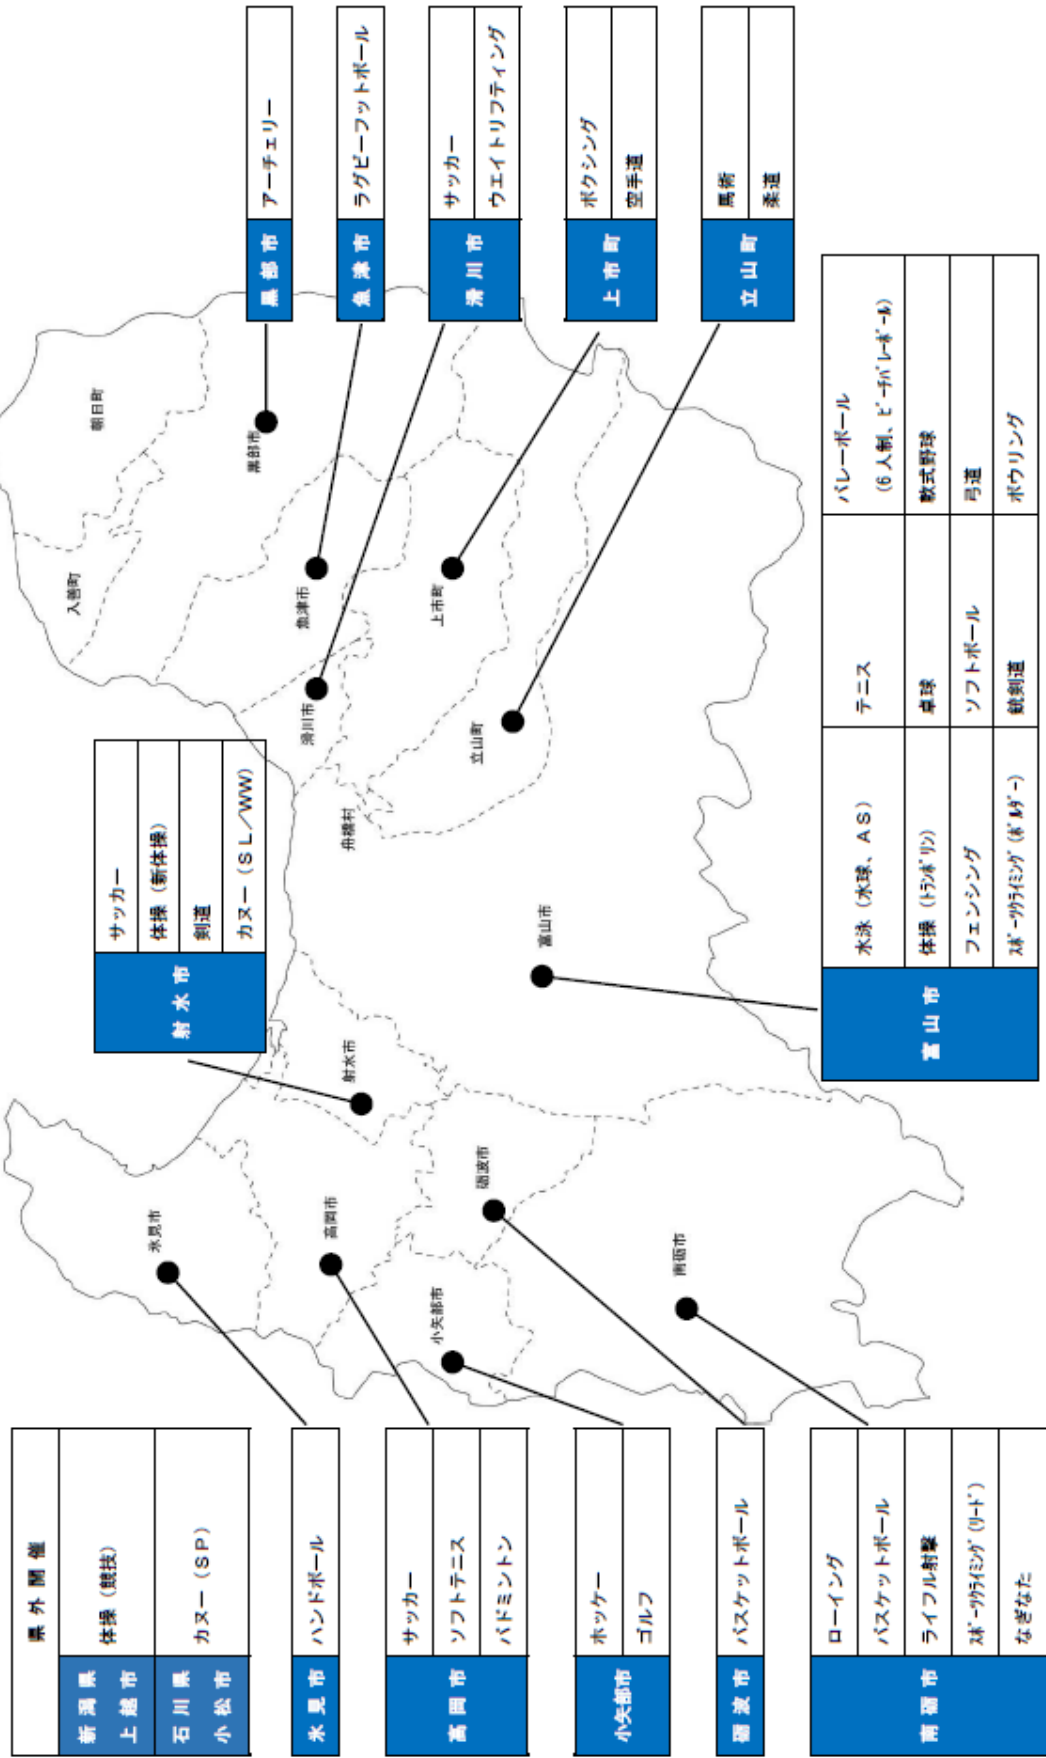 県外開催
新潟県
上越市
体操（競技）
石川県
小松市
カヌー（ＳＰ）
氷見市
ハンドボール
高岡市
サッカー
ソフトテニス
バドミントン
小矢部市
ホッケー
ゴルフ
砺波市
バスケットボール
南砺市
ローイング
バスケットボール
ライフル射撃
ｽﾎﾟｰﾂｸﾗｲﾐﾝｸﾞ(ﾘｰﾄﾞ)
なぎなた
射水市
サッカー
体操（新体操）
剣道
カヌー（ＳＬ／ＷＷ）
氷見市
高岡市
小矢部市
砺波市
南砺市
射水市
富山市
舟橋村
滑川市
立山町
魚津市
上市町
入善町
黒部市
朝日町
富山市
水泳（水球、ＡＳ）
テニス
バレーボール
(6人制、ﾋﾞｰﾁﾊﾞﾚｰﾎﾞｰﾙ)
体操(ﾄﾗﾝﾎﾟﾘﾝ)
卓球
軟式野球
フェンシング
ソフトボール
弓道
ｽﾎﾟｰﾂｸﾗｲﾐﾝｸﾞ(ﾎﾞﾙﾀﾞｰ)
銃剣道
ボウリング
黒部市
アーチェリー
魚津市
ラグビーフットボール
滑川市
サッカー
ウエイトリフティング
上市町
ボクシング
空手道
立山町
馬術
柔道